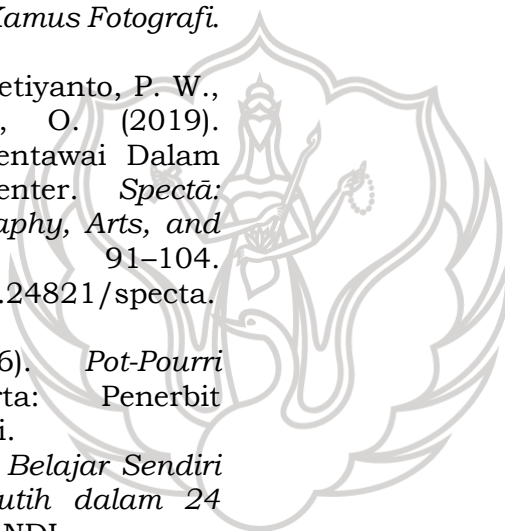 Kamus Fotografi.
etiyanto, P. W.,
, O. (2019).
entawai Dalam
enter. Spectā:
aphy, Arts, and
91–104.
.24821/specta.
6). Pot-Pourri
rta: Penerbit
i.
Belajar Sendiri
utih dalam 24
NDI